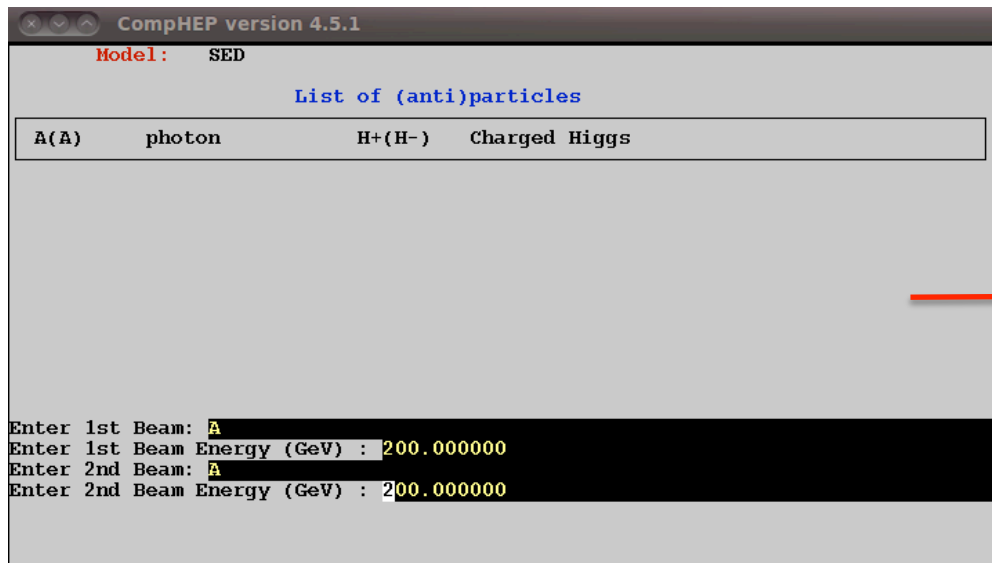 CompHEP version 4.5.1
Model: SED
List of (anti)particles
A(A) photon H+(H-) Charged Higgs
Enter 1st Beam: A
Enter 1st Beam Energy (GeV) : 200.000000
Enter 2nd Beam: A
Enter 2nd Beam Energy (GeV) : 200.000000